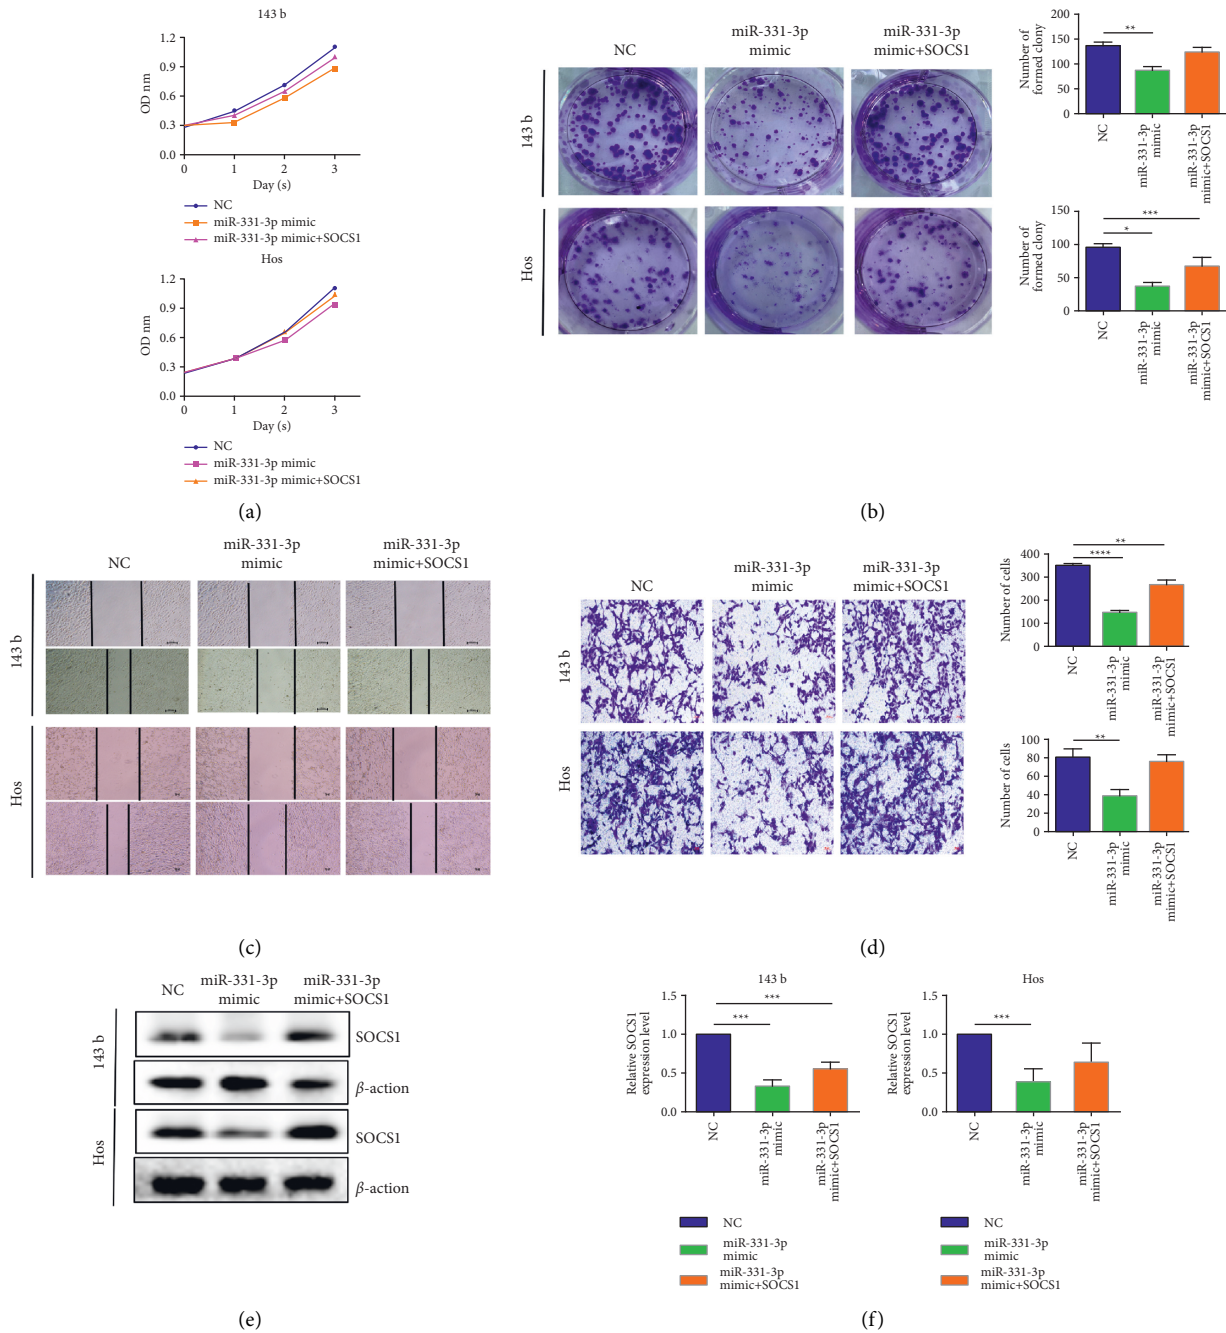 143 b
OD nm
1.2
0.9
0.6
0.3
0.0
0
1
2
3
Day (s)
NC
miR-331-3p mimic
miR-331-3p mimic+SOCS1
Hos
OD nm
1.2
0.9
0.6
0.3
0.0
0
1
2
3
Day (s)
NC
miR-331-3p mimic
miR-331-3p mimic+SOCS1
(a)
NC
miR-331-3p
mimic
miR-331-3p
mimic+SOCS1
143 b
Hos
Number of
formed clony
200
150
100
50
0
**
NC
miR-331-3p
mimic
miR-331-3p
mimic+SOCS1
Number of
formed clony
150
100
50
0
***
*
NC
miR-331-3p
mimic
miR-331-3p
mimic+SOCS1
(b)
NC
miR-331-3p
mimic
miR-331-3p
mimic+SOCS1
143 b
Hos
(c)
NC
miR-331-3p
mimic
miR-331-3p
mimic+SOCS1
143 b
Hos
Number of cells
400
300
200
100
0
**
****
NC
miR-331-3p
mimic
miR-331-3p
mimic+SOCS1
Number of cells
100
80
60
40
20
0
**
NC
miR-331-3p
mimic
miR-331-3p
mimic+SOCS1
(d)
NC
miR-331-3p
mimic
miR-331-3p
mimic+SOCS1
143 b
SOCS1
β-action
Hos
SOCS1
β-action
(e)
143 b
Relative SOCS1
expression level
1.5
1.0
0.5
0.0
***
***
NC
miR-331-3p
mimic
miR-331-3p
mimic+SOCS1
NC
miR-331-3p
mimic
miR-331-3p
mimic+SOCS1
Hos
Relative SOCS1
expression level
1.5
1.0
0.5
0.0
***
NC
miR-331-3p
mimic
miR-331-3p
mimic+SOCS1
NC
miR-331-3p
mimic
miR-331-3p
mimic+SOCS1
(f)